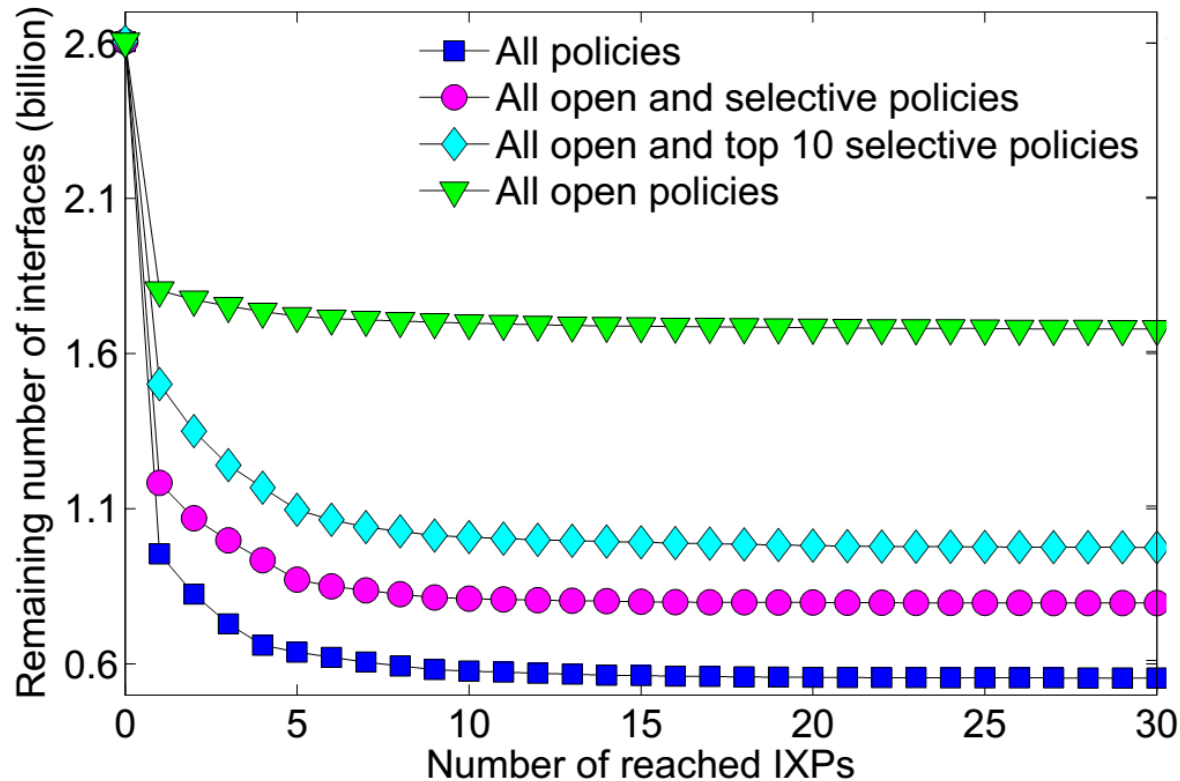 Remaining number of interfaces (billion)
2.6
2.1
1.6
1.1
0.6
All policies
All open and selective policies
All open and top 10 selective policies
All open policies
0 5 10 15 20 25 30
Number of reached IXPs